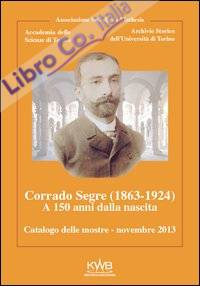 Associazione
Accademia delle
Scienze di
Archivio Storico
dell'Università di Torino
Libro Co. Italia
Corrado Segre (1863-1924)
A 150 anni dalla nascita
Catalogo delle mostre - novembre 2013
KWB